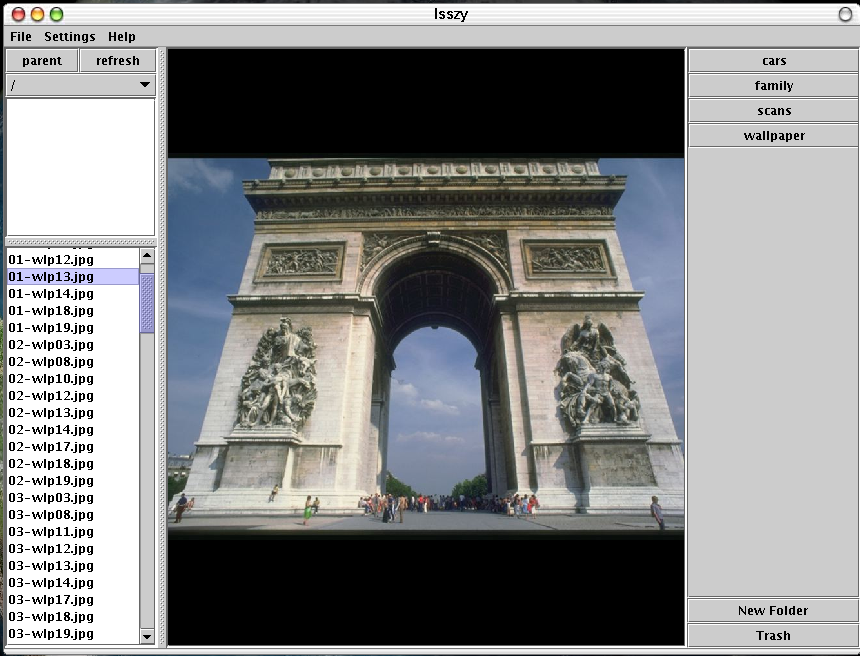 Isszy
File Settings Help
parent refresh
/
01-wlp12.jpg
01-wlp13.jpg
01-wlp14.jpg
01-wlp18.jpg
01-wlp19.jpg
02-wlp03.jpg
02-wlp08.jpg
02-wlp10.jpg
02-wlp12.jpg
02-wlp13.jpg
02-wlp14.jpg
02-wlp17.jpg
02-wlp18.jpg
02-wlp19.jpg
03-wlp03.jpg
03-wlp08.jpg
03-wlp11.jpg
03-wlp12.jpg
03-wlp13.jpg
03-wlp14.jpg
03-wlp17.jpg
03-wlp18.jpg
03-wlp19.jpg
cars
family
scans
wallpaper
New Folder
Trash